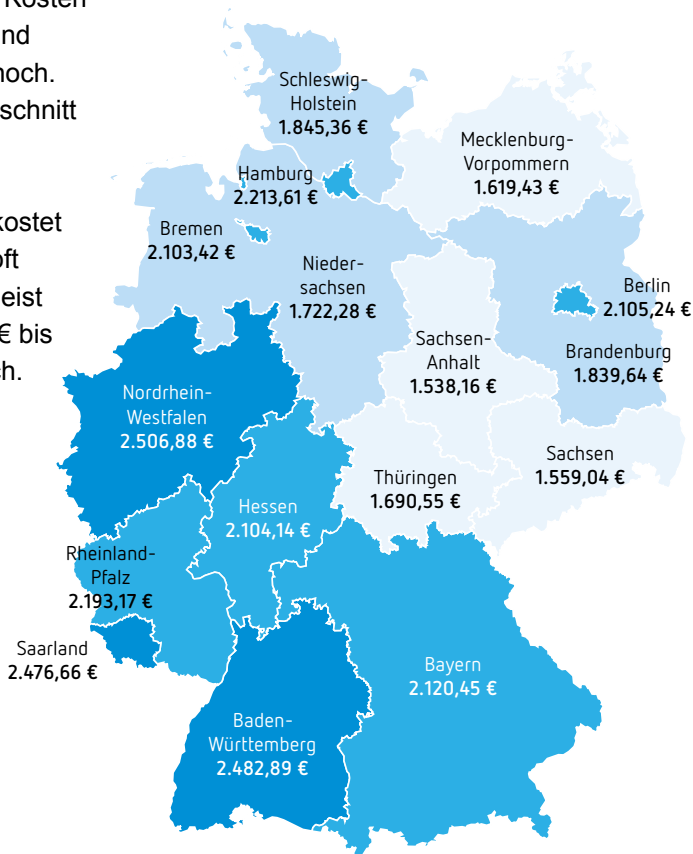 Kosten
nd
noch.
schnitt
kostet
oft
eist
€ bis
ch.
Schleswig-
Holstein
1.845,36 €
Mecklenburg-
Vorpommern
1.619,43 €
Hamburg
2.213,61 €
Bremen
2.103,42 €
Nieder-
sachsen
1.722,28 €
Berlin
2.105,24 €
Brandenburg
1.839,64 €
Sachsen-
Anhalt
1.538,16 €
Nordrhein-
Westfalen
2.506,88 €
Sachsen
1.559,04 €
Thüringen
1.690,55 €
Hessen
2.104,14 €
Rheinland-
Pfalz
2.193,17 €
Saarland
2.476,66 €
Bayern
2.120,45 €
Baden-
Württemberg
2.482,89 €